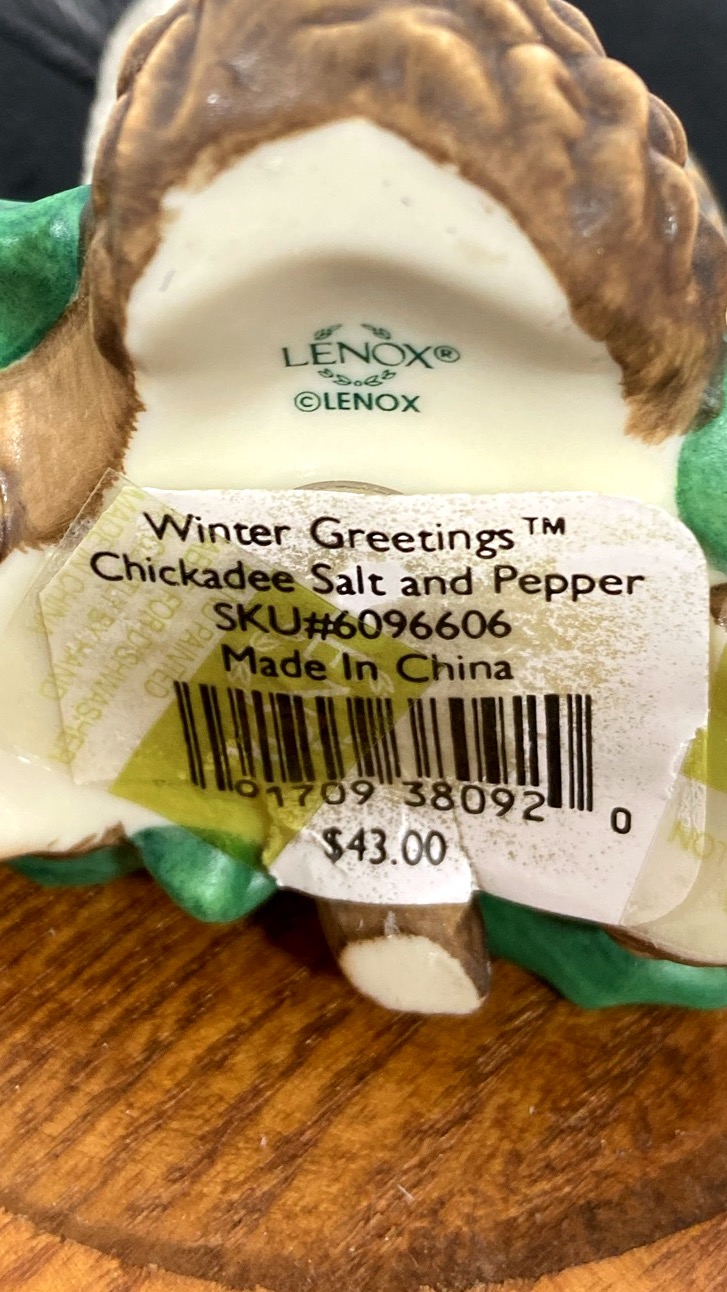 LENOX®
©LENOX
Winter Greetings™
Chickadee Salt and Pepper
SKU#6096606
Made In China
01709 38092 0
$43.00